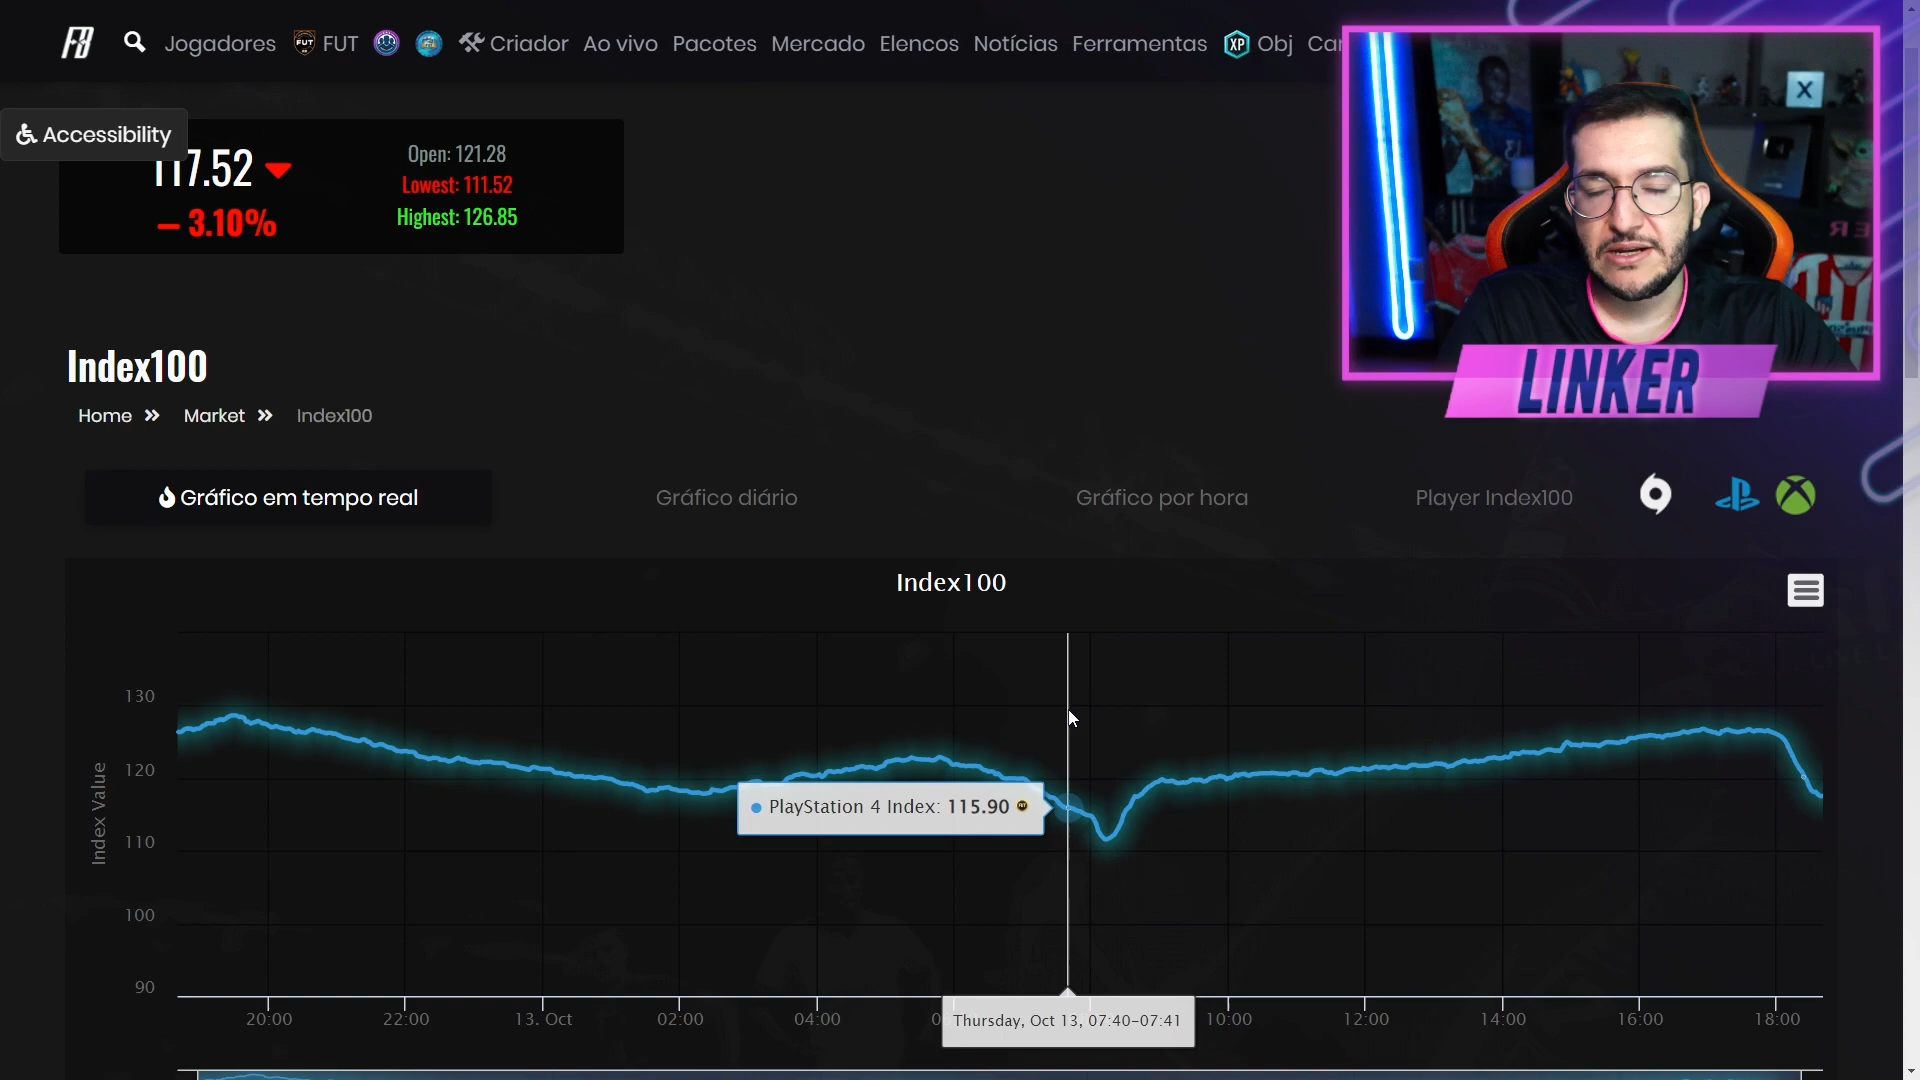 Jogadores FUT Criador Ao vivo Pacotes Mercado Elencos Notícias Ferramentas XP Obj Car
Accessibility
117.52
– 3.10%
Open: 121.28
Lowest: 111.52
Highest: 126.85
X
LINKER
Index100
Home » Market » Index100
Gráfico em tempo real
Gráfico diário
Gráfico por hora
Player Index100
Index100
Index Value
130
120
110
100
90
PlayStation 4 Index: 115.90
20:00 22:00 13. Oct 02:00 04:00 10:00 12:00 14:00 16:00 18:00
Thursday, Oct 13, 07:40-07:41